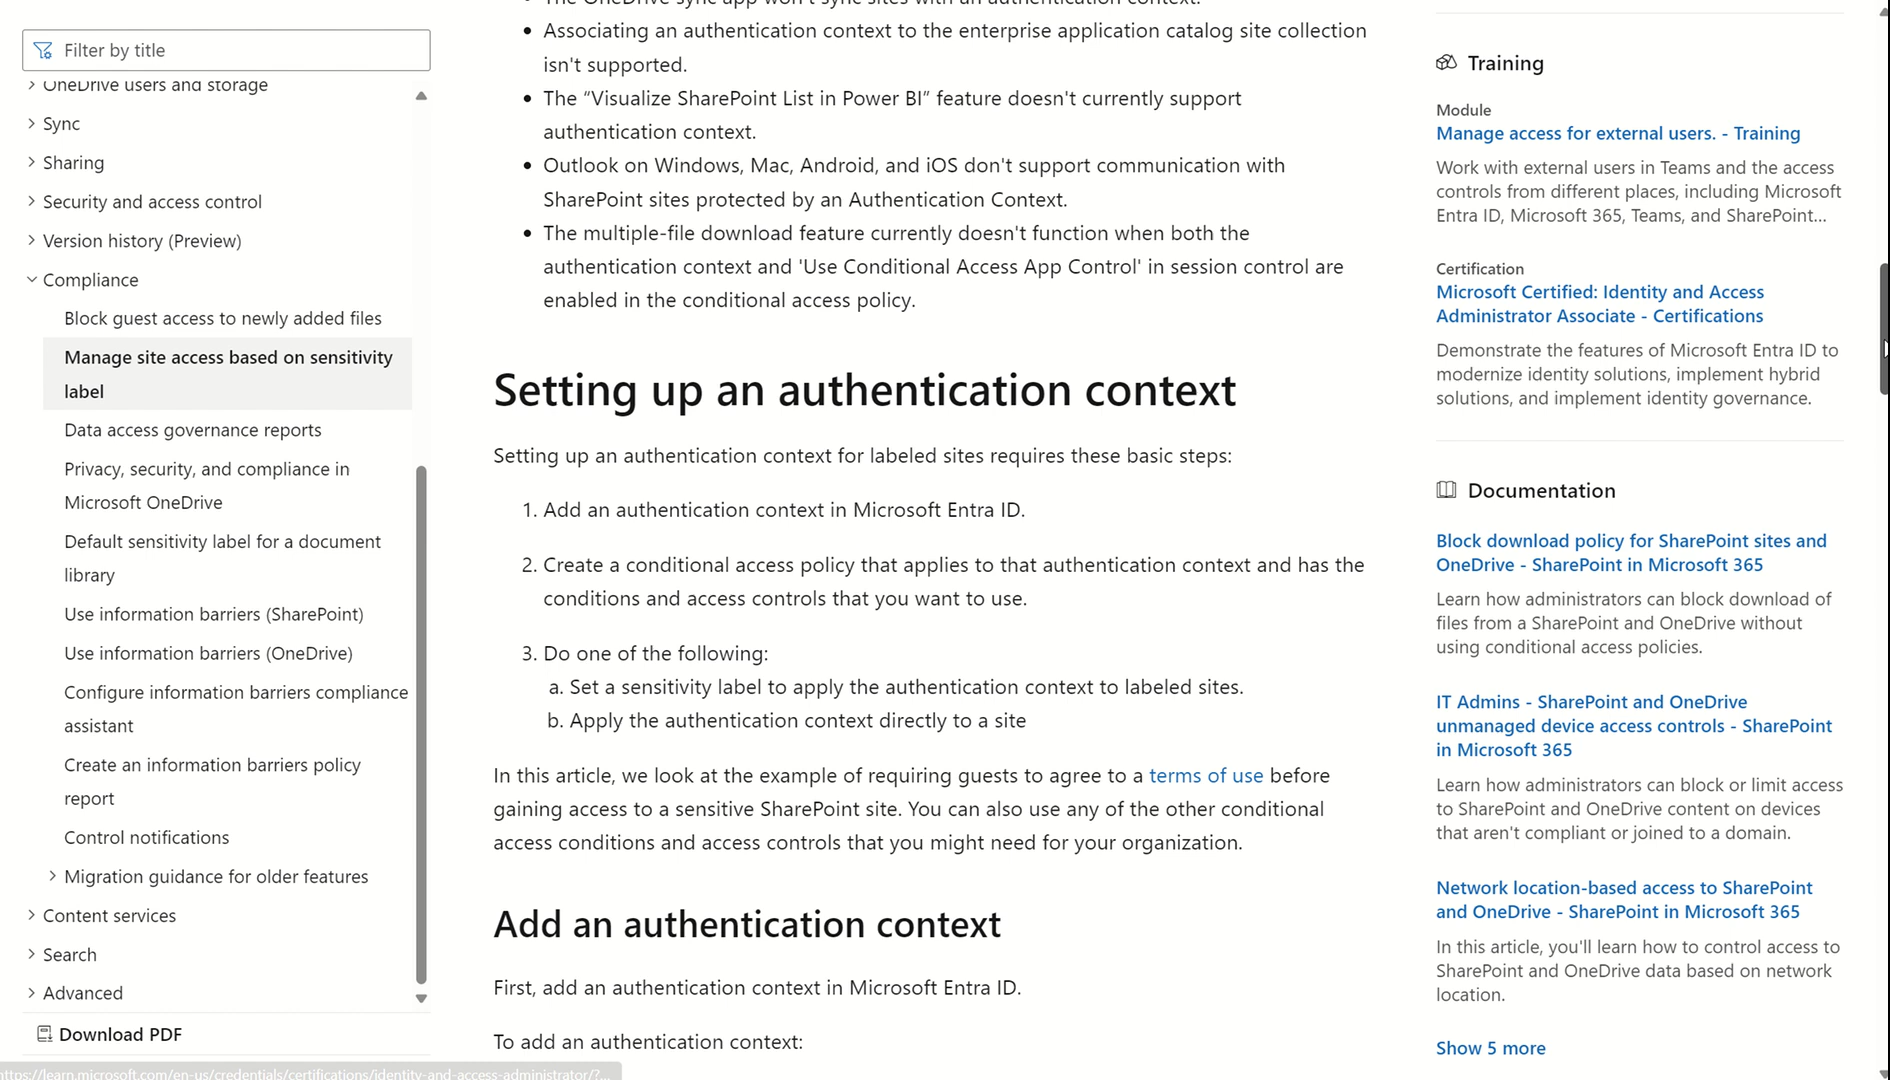 Filter by title
OneDrive users and storage
Sync
Sharing
Security and access control
Version history (Preview)
Compliance
Block guest access to newly added files
Manage site access based on sensitivity
label
Data access governance reports
Privacy, security, and compliance in
Microsoft OneDrive
Default sensitivity label for a document
library
Use information barriers (SharePoint)
Use information barriers (OneDrive)
Configure information barriers compliance
assistant
Create an information barriers policy
report
Control notifications
Migration guidance for older features
Content services
Search
Advanced
Download PDF
https://learn.microsoft.com/en-us/credentials/certifications/identity-and-access-administrator/?...
The OneDrive sync app won't sync sites with an authentication context.
• Associating an authentication context to the enterprise application catalog site collection
isn't supported.
• The “Visualize SharePoint List in Power BI” feature doesn't currently support
authentication context.
• Outlook on Windows, Mac, Android, and iOS don't support communication with
SharePoint sites protected by an Authentication Context.
• The multiple-file download feature currently doesn't function when both the
authentication context and 'Use Conditional Access App Control' in session control are
enabled in the conditional access policy.
Setting up an authentication context
Setting up an authentication context for labeled sites requires these basic steps:
1. Add an authentication context in Microsoft Entra ID.
2. Create a conditional access policy that applies to that authentication context and has the
conditions and access controls that you want to use.
3. Do one of the following:
a. Set a sensitivity label to apply the authentication context to labeled sites.
b. Apply the authentication context directly to a site
In this article, we look at the example of requiring guests to agree to a terms of use before
gaining access to a sensitive SharePoint site. You can also use any of the other conditional
access conditions and access controls that you might need for your organization.
Add an authentication context
First, add an authentication context in Microsoft Entra ID.
To add an authentication context:
Training
Module
Manage access for external users. - Training
Work with external users in Teams and the access
controls from different places, including Microsoft
Entra ID, Microsoft 365, Teams, and SharePoint...
Certification
Microsoft Certified: Identity and Access
Administrator Associate - Certifications
Demonstrate the features of Microsoft Entra ID to
modernize identity solutions, implement hybrid
solutions, and implement identity governance.
Documentation
Block download policy for SharePoint sites and
OneDrive - SharePoint in Microsoft 365
Learn how administrators can block download of
files from a SharePoint and OneDrive without
using conditional access policies.
IT Admins - SharePoint and OneDrive
unmanaged device access controls - SharePoint
in Microsoft 365
Learn how administrators can block or limit access
to SharePoint and OneDrive content on devices
that aren't compliant or joined to a domain.
Network location-based access to SharePoint
and OneDrive - SharePoint in Microsoft 365
In this article, you'll learn how to control access to
SharePoint and OneDrive data based on network
location.
Show 5 more